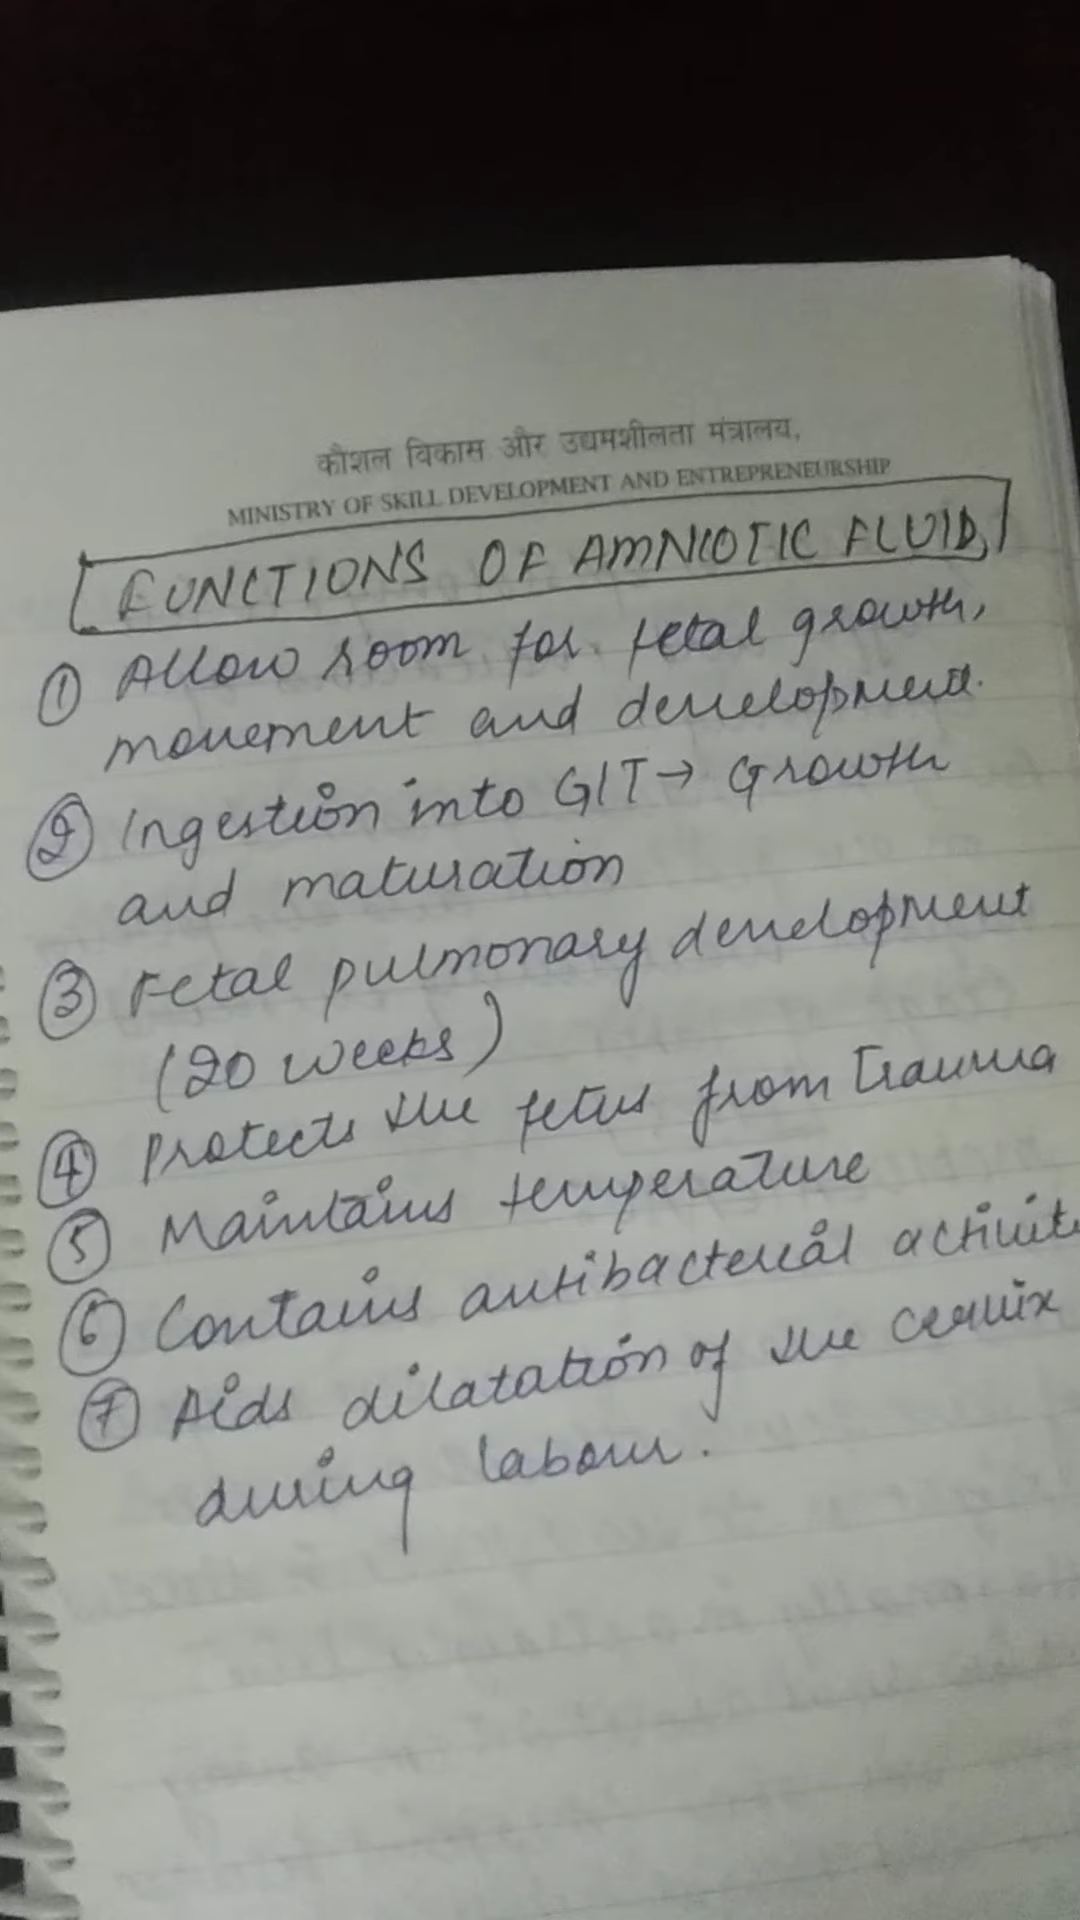 कौशल विकास और उद्यमशीलता मंत्रालय,
MINISTRY OF SKILL DEVELOPMENT AND ENTREPRENEURSHIP
FUNCTIONS OF AMNIOTIC FLUID
① Allow room for fetal growth,
movement and development.
② Ingestion into GIT → Growth
and maturation
③ Fetal pulmonary development
(20 weeks)
④ Protects the fetus from trauma
⑤ Maintains temperature
⑥ Contains antibacterial activit
⑦ Aids dilatation of the cervix
during labour.